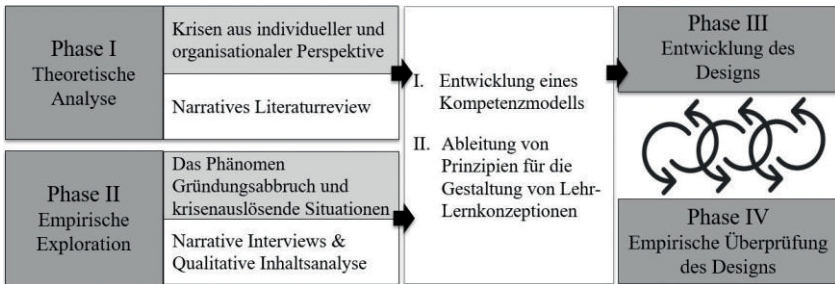 Phase I
Theoretische
Analyse
Krisen aus individueller und
organisationaler Perspektive
Narratives Literaturreview
Phase II
Empirische
Exploration
Das Phänomen
Gründungsabbruch und
krisenauslösende Situationen
Narrative Interviews &
Qualitative Inhaltsanalyse
I. Entwicklung eines
Kompetenzmodells
II. Ableitung von
Prinzipien für die
Gestaltung von Lehr-
Lernkonzeptionen
Phase III
Entwicklung des
Designs
Phase IV
Empirische Überprüfung
des Designs